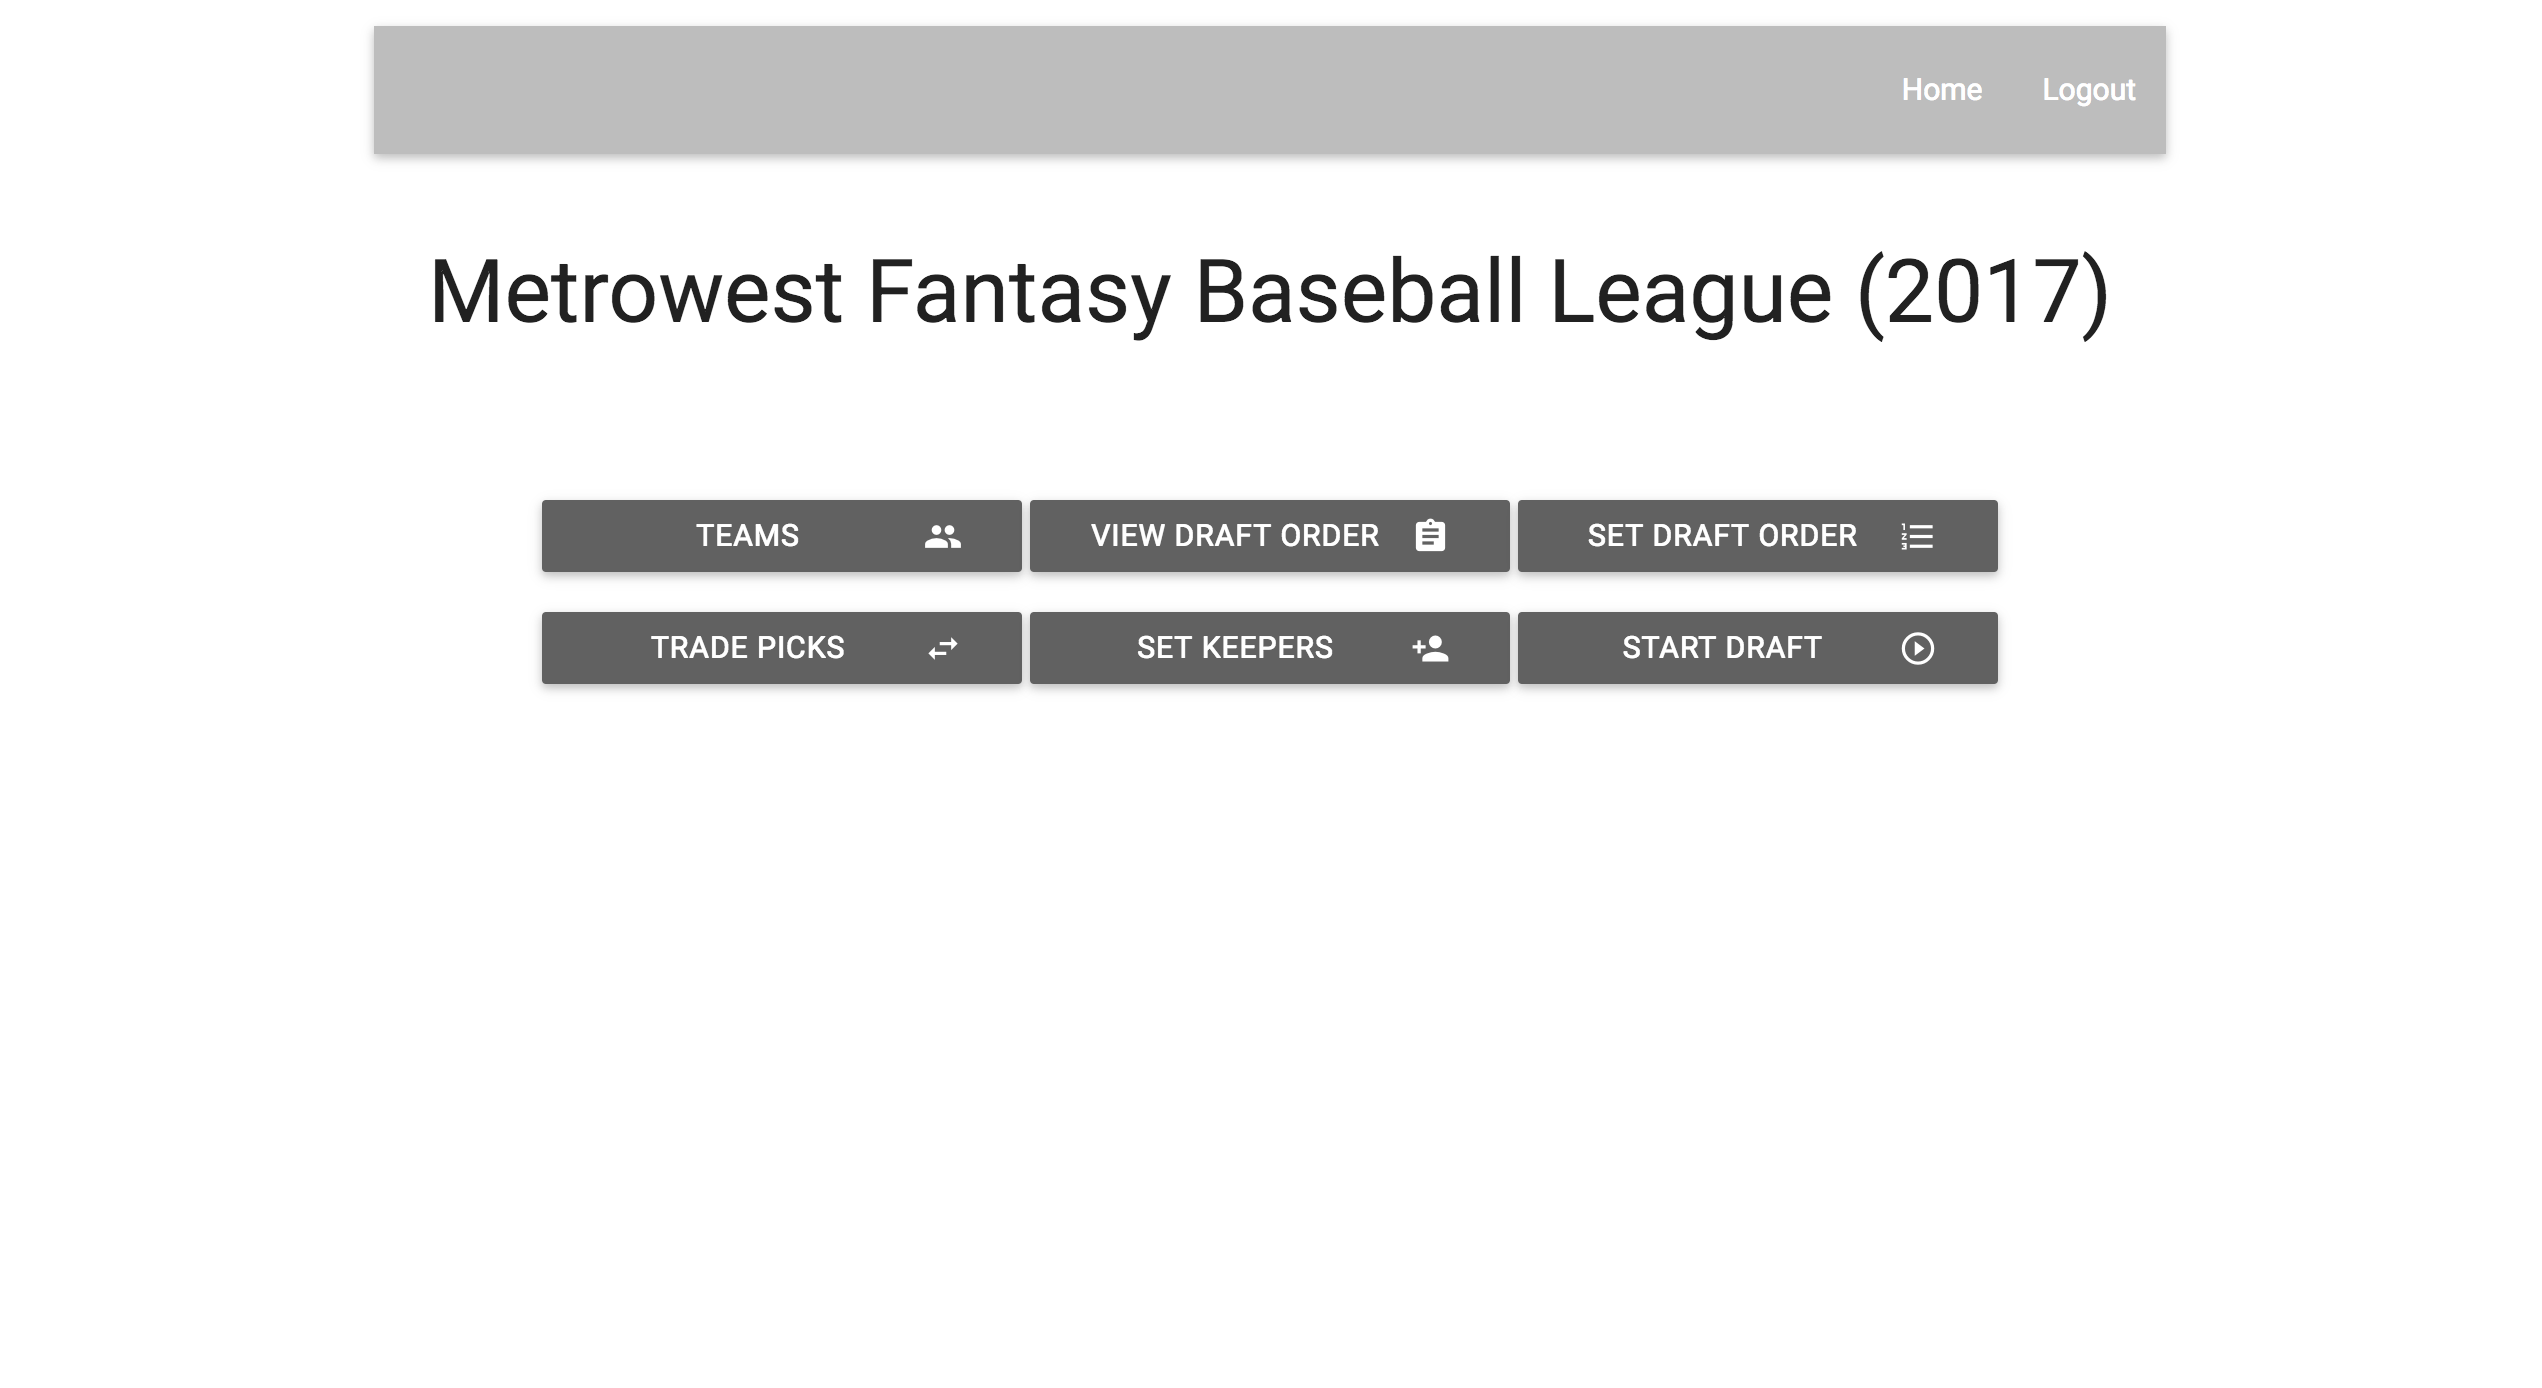 Home Logout
Metrowest Fantasy Baseball League (2017)
TEAMS VIEW DRAFT ORDER SET DRAFT ORDER
TRADE PICKS SET KEEPERS START DRAFT